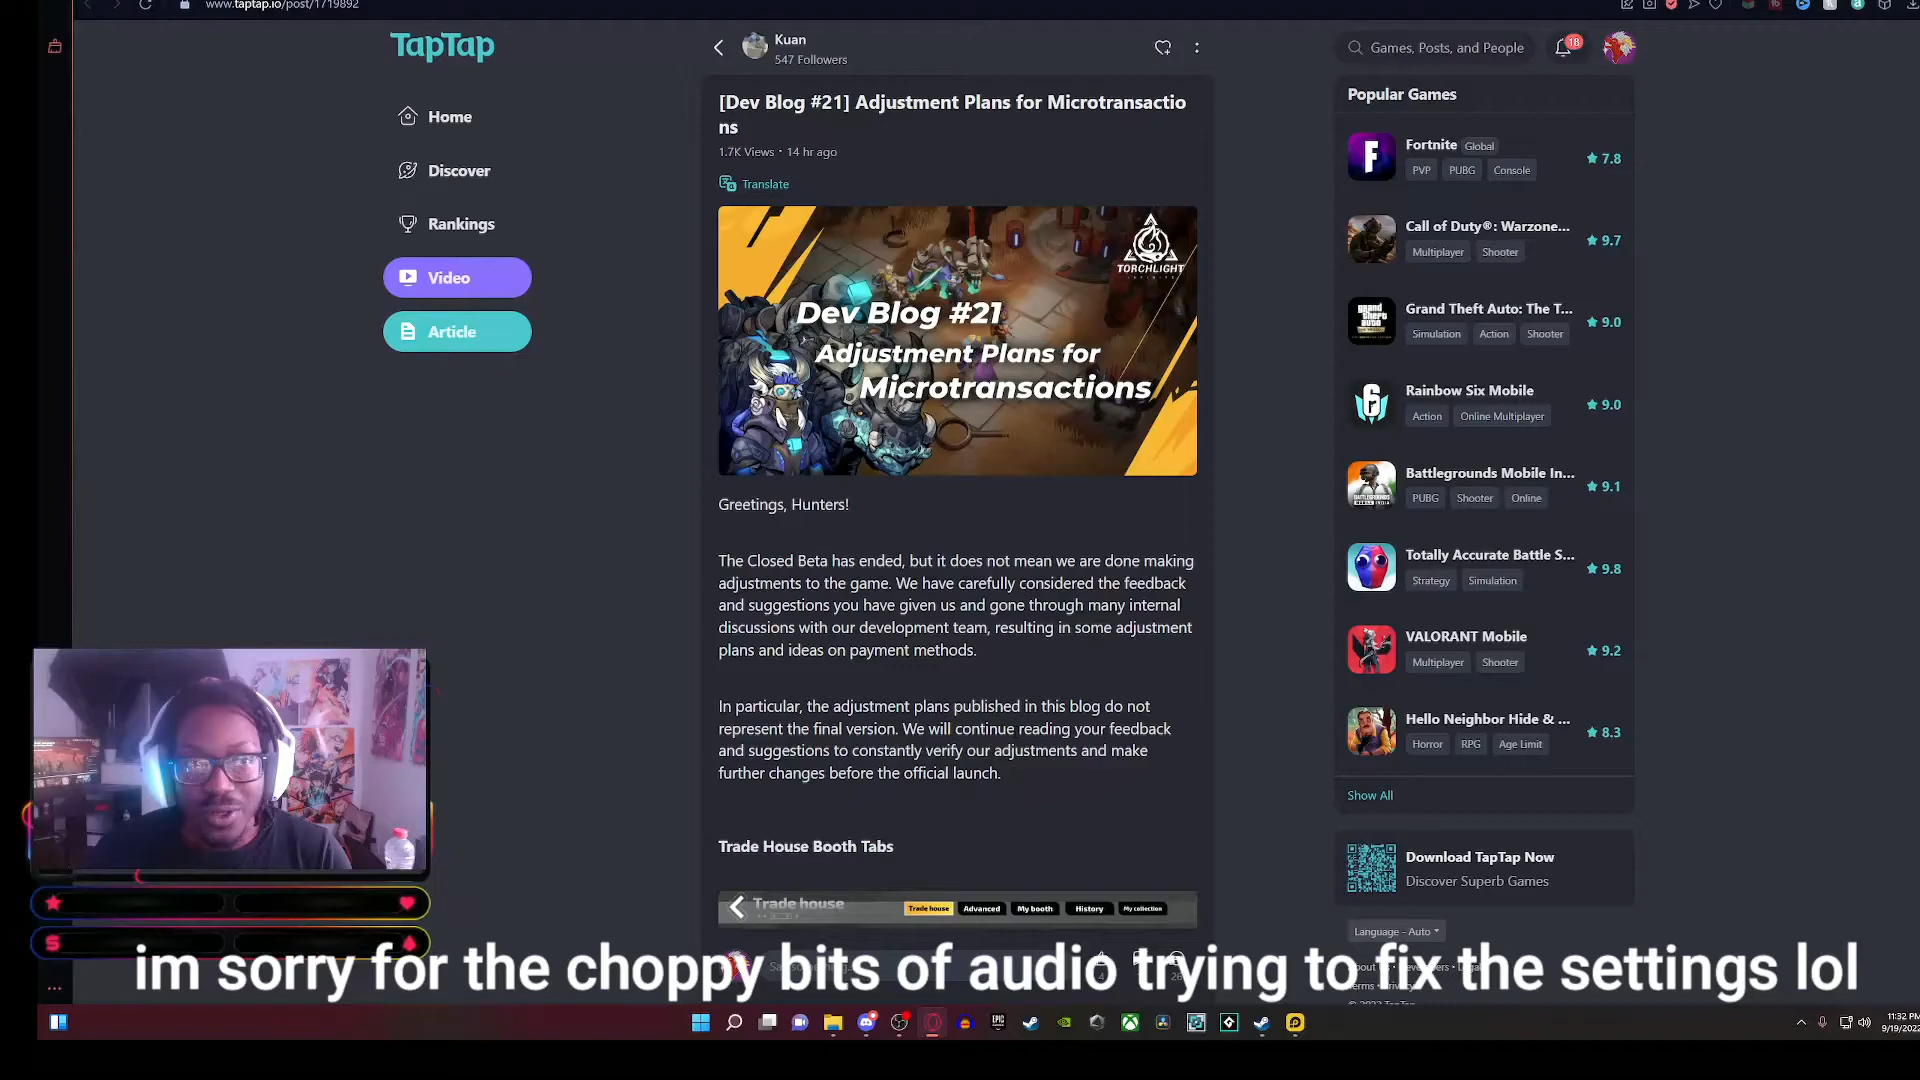 www.taptap.io/post/1719892
TapTap
Home
Discover
Rankings
Video
Article
Kuan
547 Followers
[Dev Blog #21] Adjustment Plans for Microtransactio
ns
1.7K Views · 14 hr ago
Translate
TORCHLIGHT
INFINITE
Dev Blog #21
Adjustment Plans for
Microtransactions
Greetings, Hunters!
The Closed Beta has ended, but it does not mean we are done making
adjustments to the game. We have carefully considered the feedback
and suggestions you have given us and gone through many internal
discussions with our development team, resulting in some adjustment
plans and ideas on payment methods.
In particular, the adjustment plans published in this blog do not
represent the final version. We will continue reading your feedback
and suggestions to constantly verify our adjustments and make
further changes before the official launch.
Trade House Booth Tabs
Trade house
Trade house Advanced My booth History My collection
Games, Posts, and People
18
Popular Games
Fortnite Global
PVP PUBG Console
7.8
Call of Duty®: Warzone...
Multiplayer Shooter
9.7
Grand Theft Auto: The T...
Simulation Action Shooter
9.0
Rainbow Six Mobile
Action Online Multiplayer
9.0
Battlegrounds Mobile In...
PUBG Shooter Online
9.1
Totally Accurate Battle S...
Strategy Simulation
9.8
VALORANT Mobile
Multiplayer Shooter
9.2
Hello Neighbor Hide & ...
Horror RPG Age Limit
8.3
Show All
Download TapTap Now
Discover Superb Games
Language - Auto
im sorry for the choppy bits of audio trying to fix the settings lol
EPIC
11:32 PM